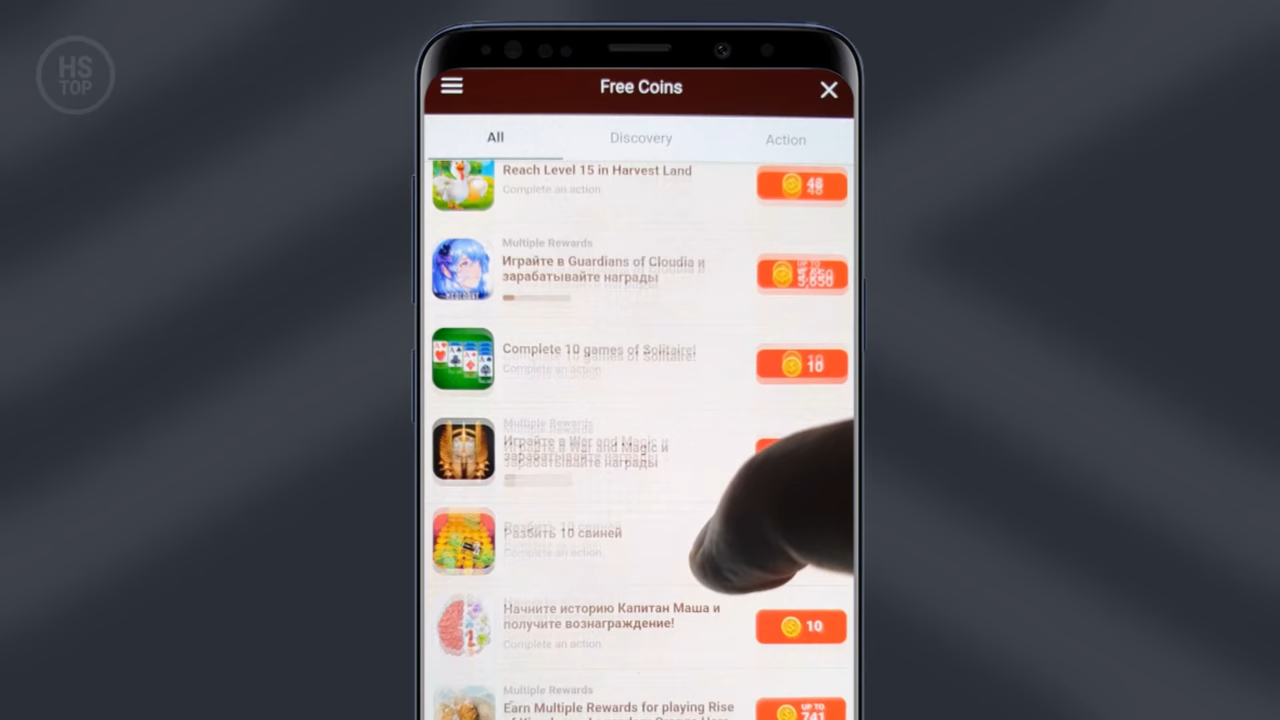 HS
TOP
Free Coins
All
Discovery
Action
Reach Level 15 in Harvest Land
Complete an action
48
Multiple Rewards
Играйте в Guardians of Cloudia и
зарабатывайте награды
UP TO
5,650
Complete 10 games of Solitaire!
Complete an action
10
Multiple Rewards
Играйте в War and Magic и
зарабатывайте награды
Разбить 10 свиней
Complete an action
Начните историю Капитан Маша и
получите вознаграждение!
Complete an action
10
Multiple Rewards
Earn Multiple Rewards for playing Rise
UP TO
741